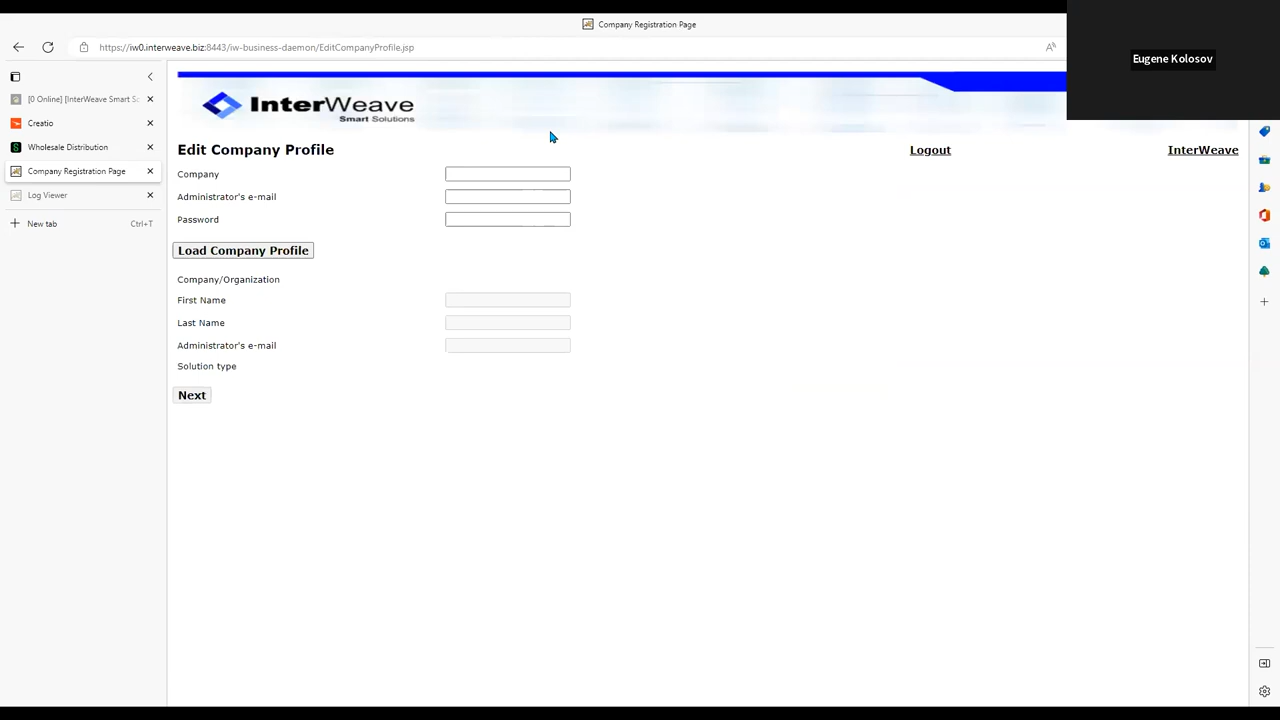 Company Registration Page
Eugene Kolosov
https://iw0.interweave.biz:8443/iw-business-daemon/EditCompanyProfile.jsp
[0 Online] [InterWeave Smart S
Creatio
Wholesale Distribution
Company Registration Page
Log Viewer
New tab Ctrl+T
InterWeave
Smart Solutions
Edit Company Profile
Logout
InterWeave
Company
Administrator's e-mail
Password
Load Company Profile
Company/Organization
First Name
Last Name
Administrator's e-mail
Solution type
Next